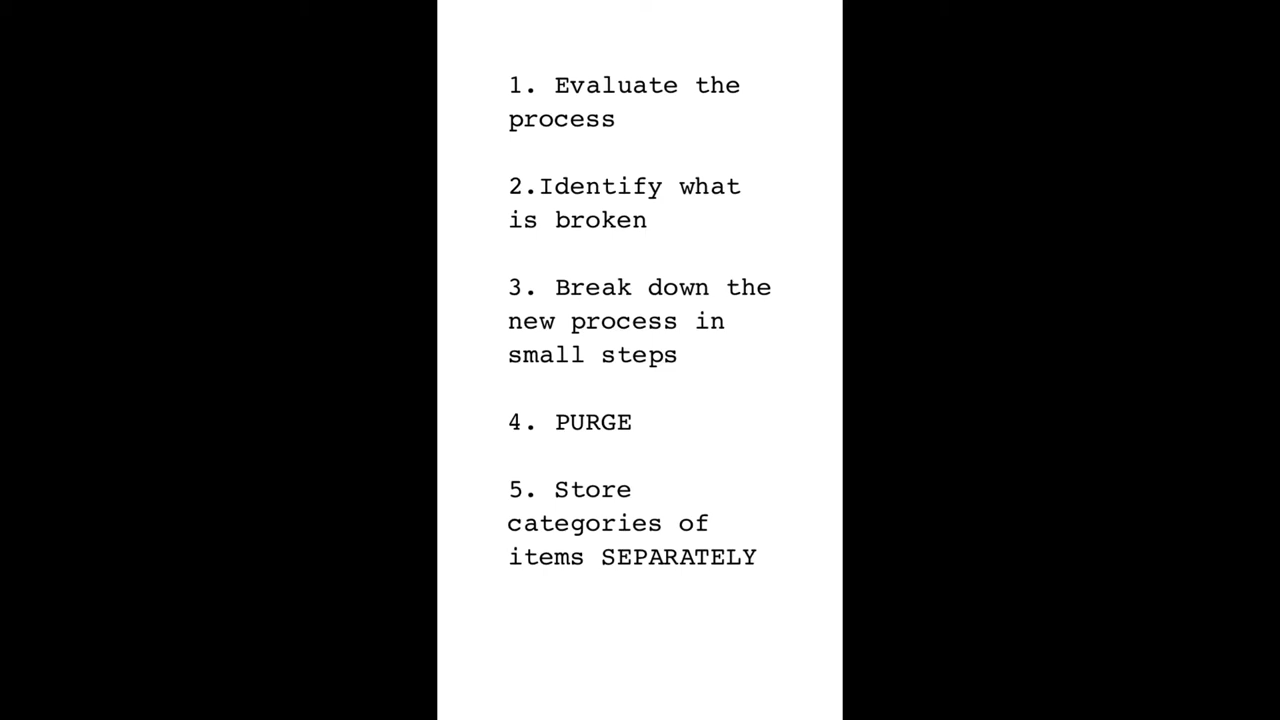 1. Evaluate the
process
2.Identify what
is broken
3. Break down the
new process in
small steps
4. PURGE
5. Store
categories of
items SEPARATELY